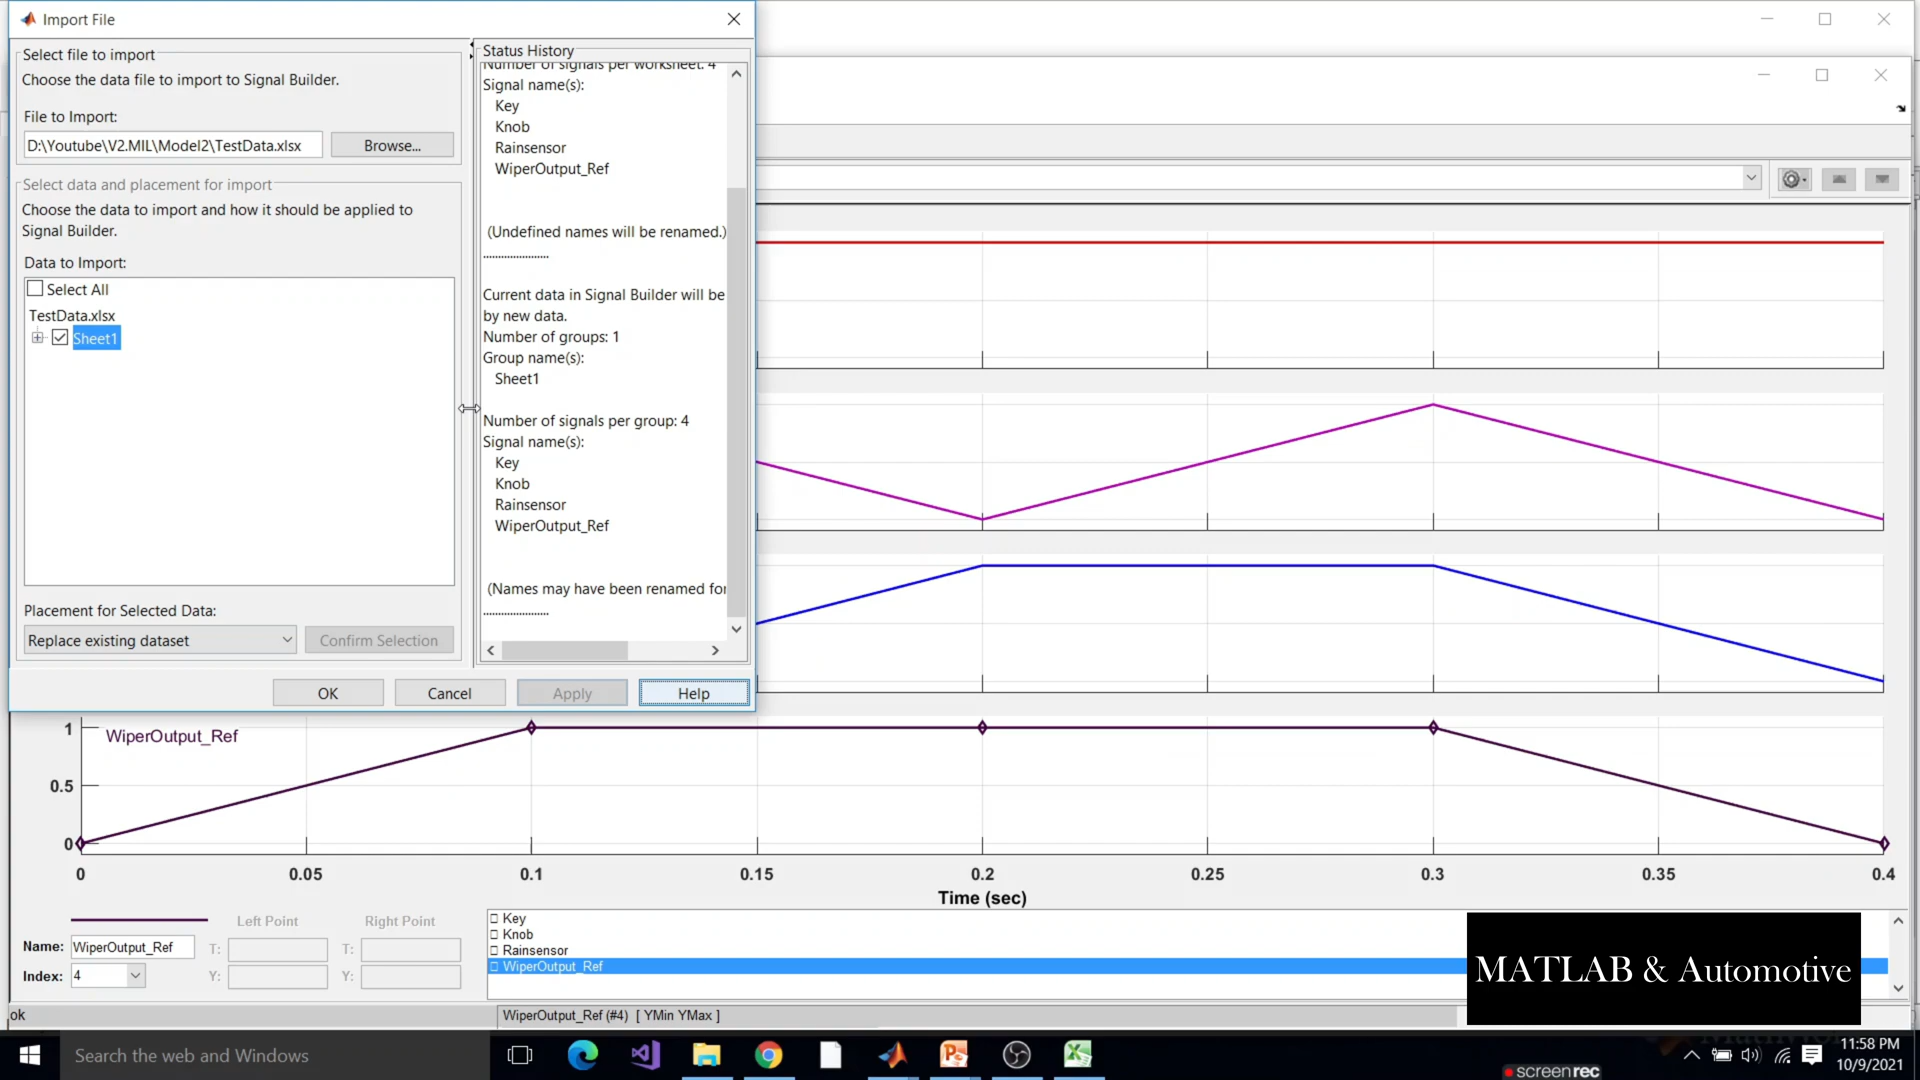 Import File
Select file to import
Choose the data file to import to Signal Builder.
File to Import:
D:\Youtube\V2.MIL\Model2\TestData.xlsx
Browse...
Select data and placement for import
Choose the data to import and how it should be applied to
Signal Builder.
Data to Import:
Select All
TestData.xlsx
Sheet1
Placement for Selected Data:
Replace existing dataset
Confirm Selection
Status History
Number of signals per worksheet: 4
Signal name(s):
Key
Knob
Rainsensor
WiperOutput_Ref
(Undefined names will be renamed.)
......................
Current data in Signal Builder will be
by new data.
Number of groups: 1
Group name(s):
Sheet1
Number of signals per group: 4
Signal name(s):
Key
Knob
Rainsensor
WiperOutput_Ref
(Names may have been renamed for
......................
OK
Cancel
Apply
Help
1
WiperOutput_Ref
0.5
0
0 0.05 0.1 0.15 0.2 0.25 0.3 0.35 0.4
Time (sec)
Left Point
Right Point
Name: WiperOutput_Ref T: T:
Index: 4 Y: Y:
Key
Knob
Rainsensor
WiperOutput_Ref
MATLAB & Automotive
ok
WiperOutput_Ref (#4) [ YMin YMax ]
Search the web and Windows
11:58 PM
10/9/2021
screenrec